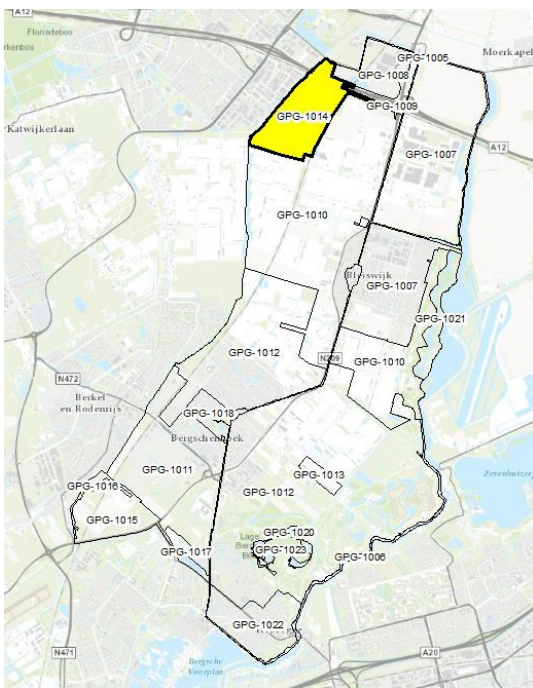 A12
Floriadebos
erkenbos
GPG-1005
Moerkapel
GPG-1008
GPG-1009
GPG-1014
Katwijkerlaan
GPG-1007
A12
GPG-1010
Bleiswijk
GPG-1007
GPG-1021
GPG-1012
N209
GPG-1010
N472
Berkel
en Rodenrijs
GPG-1018
Bergschenhoek
GPG-1011
GPG-1013
GPG-1016
GPG-1012
Zevenhuizer
GPG-1015
GPG-1020
Lage
GPG-1023
GPG-1017
GPG-1006
GPG-1022
N471
A20
Bergsche
Voorplas